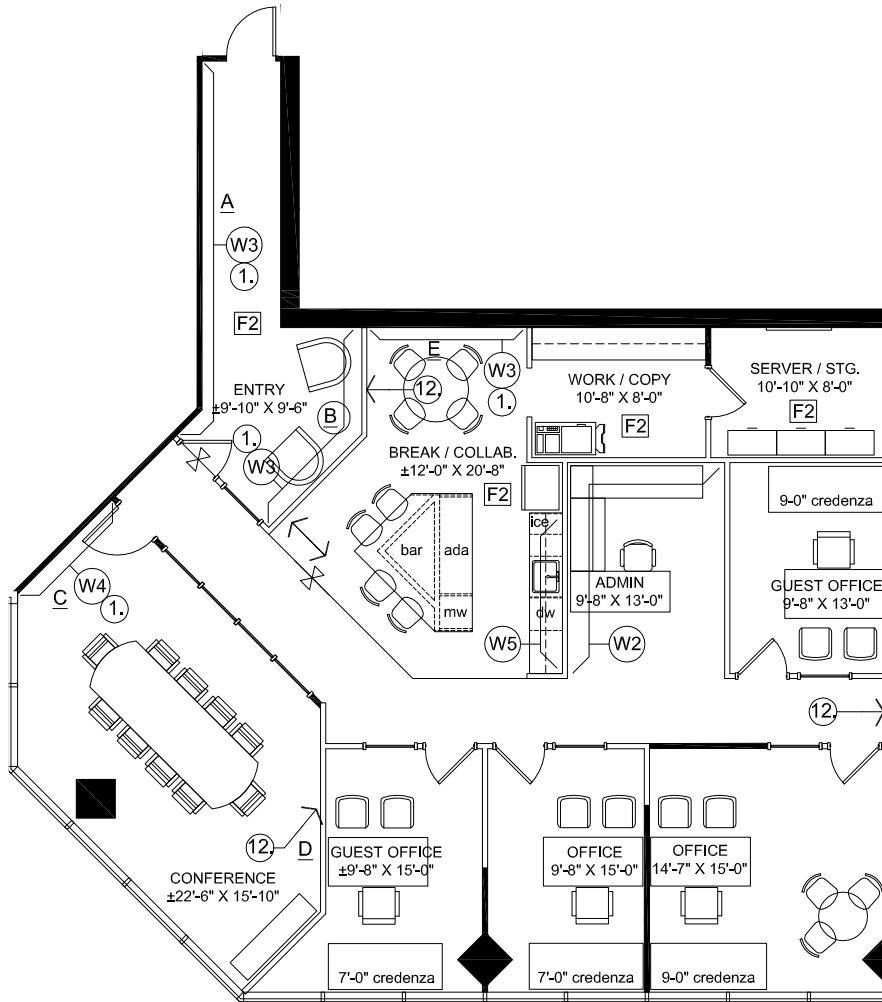 A
W3
1.
F2
ENTRY
±9'-10" X 9'-6"
B
1.
W3
E
W3
1.
12.
BREAK / COLLAB.
±12'-0" X 20'-8"
F2
WORK / COPY
10'-8" X 8'-0"
F2
SERVER / STG.
10'-10" X 8'-0"
F2
9-0" credenza
ice
bar
ada
mw
dw
W5
W2
ADMIN
9'-8" X 13'-0"
GUEST OFFICE
9'-8" X 13'-0"
W4
1.
C
12.
12.
D
CONFERENCE
±22'-6" X 15'-10"
GUEST OFFICE
±9'-8" X 15'-0"
OFFICE
9'-8" X 15'-0"
OFFICE
14'-7" X 15'-0"
7'-0" credenza
7'-0" credenza
9-0" credenza